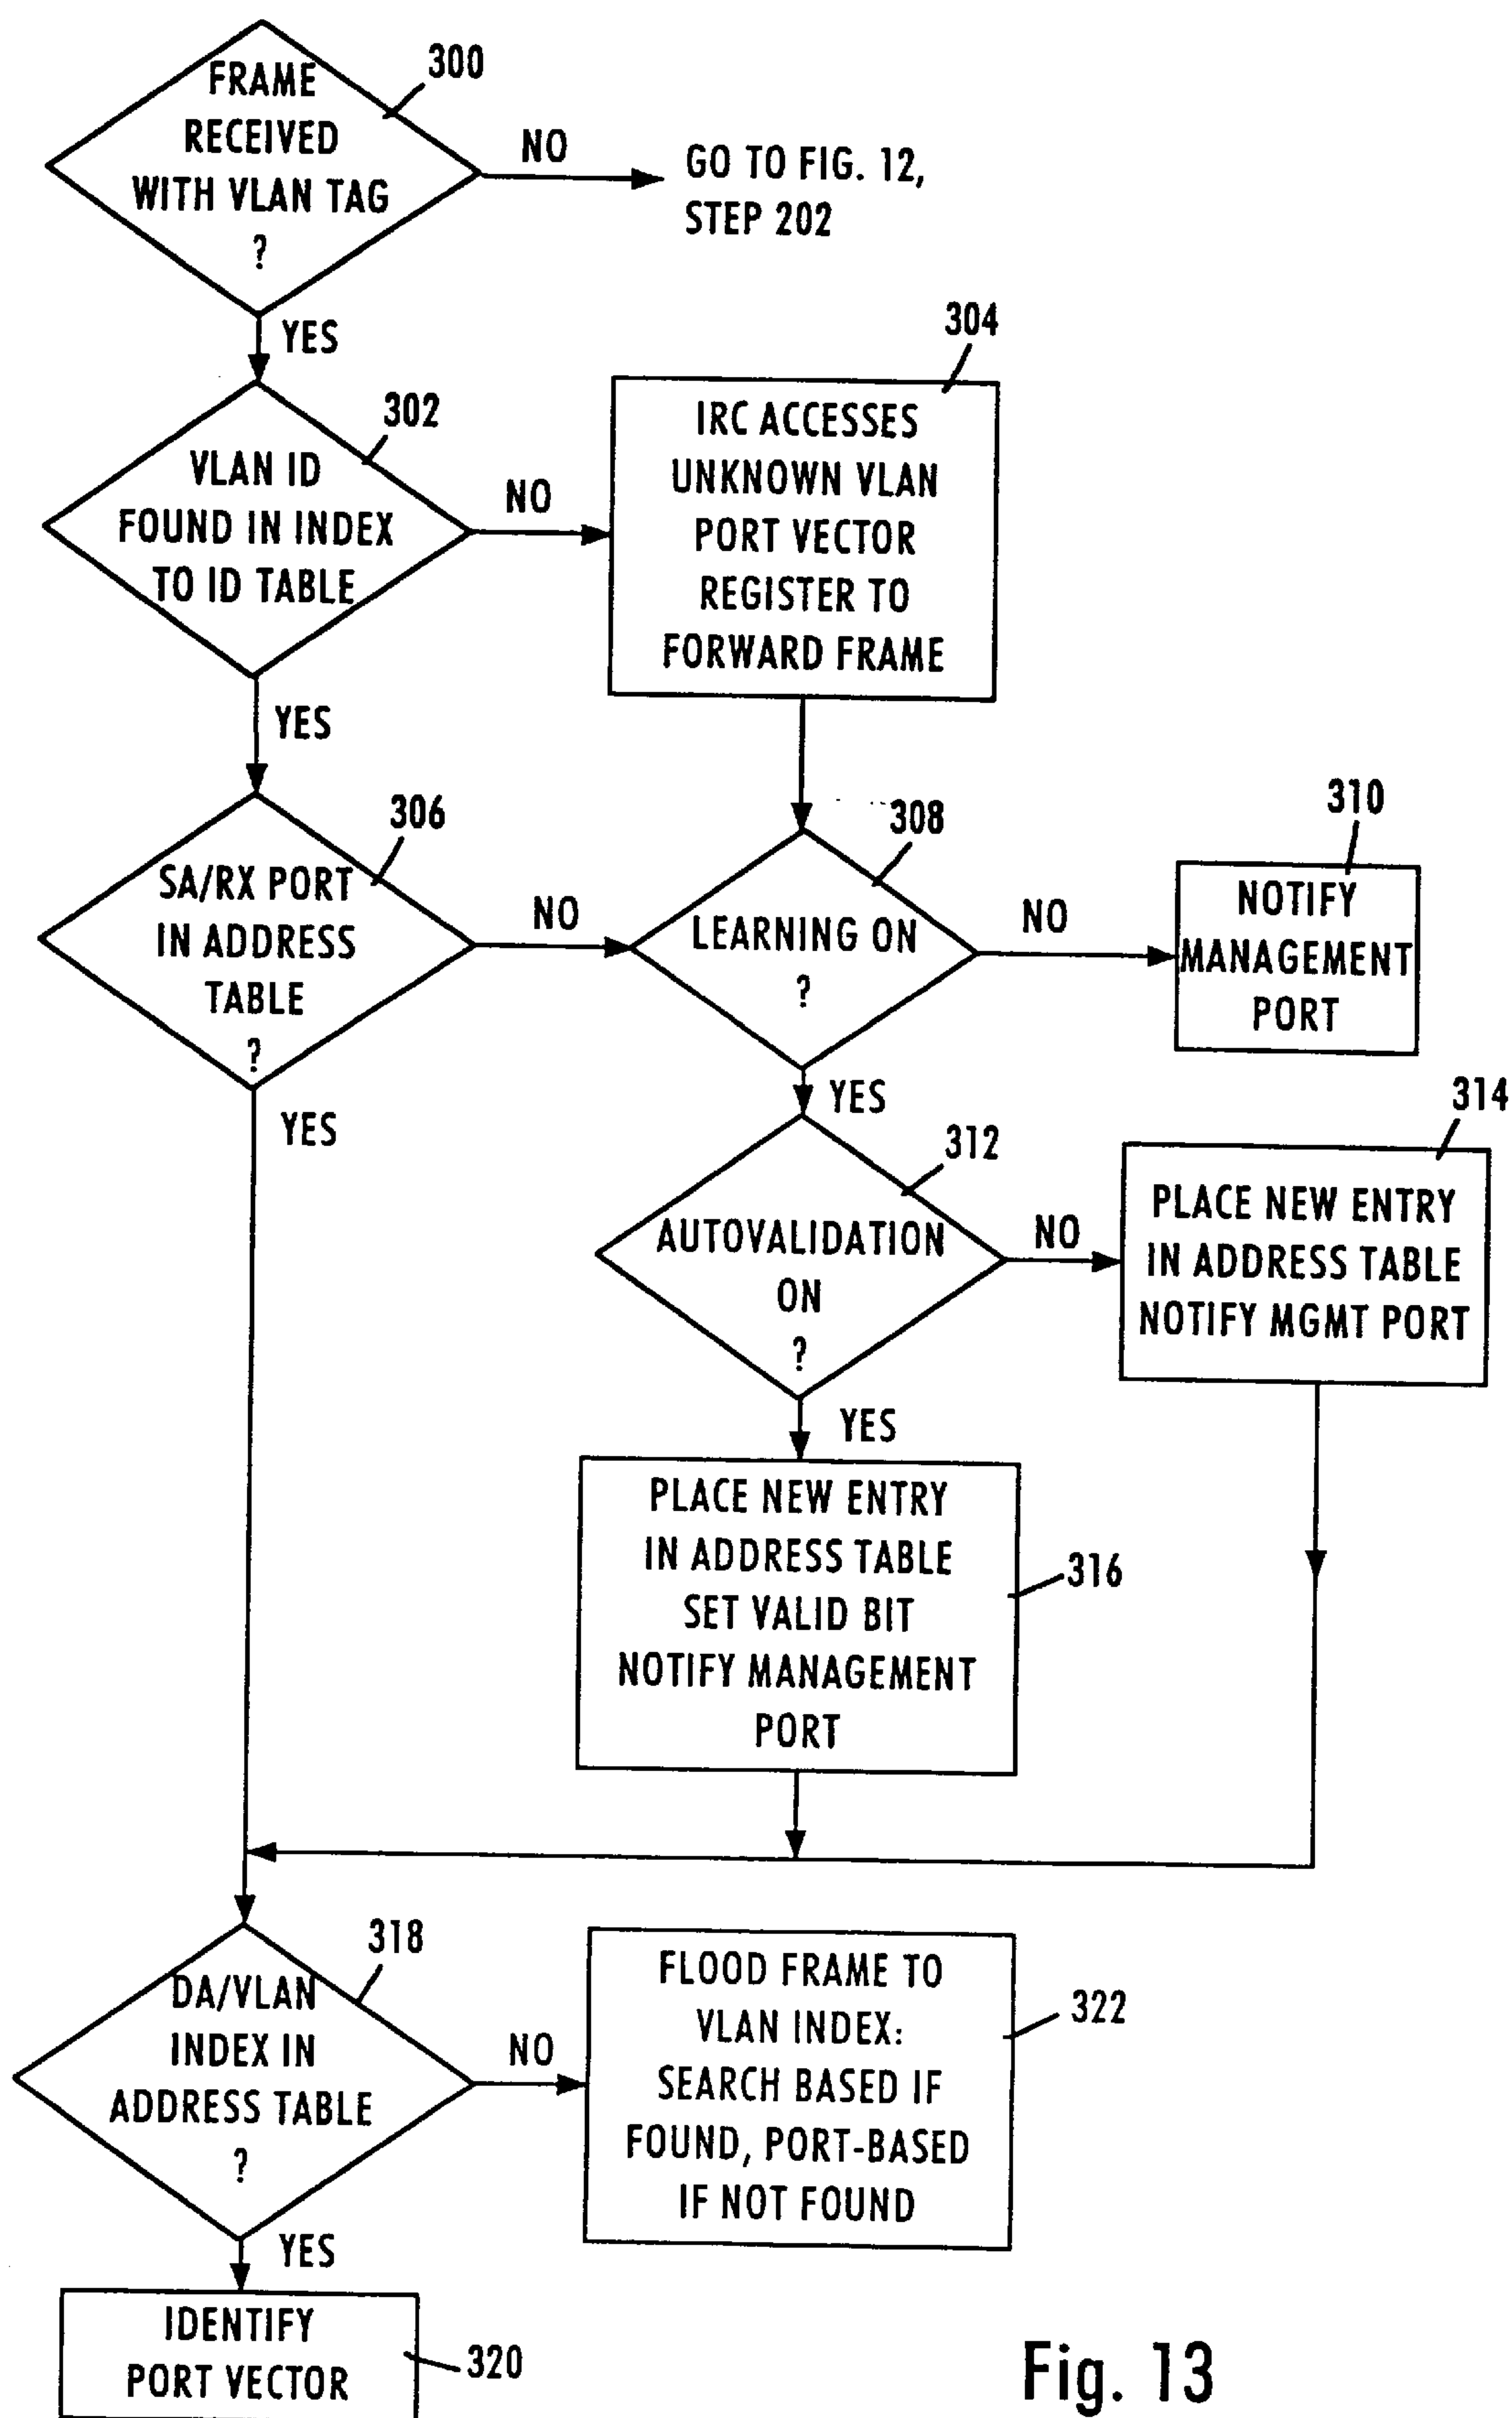 300
FRAME
RECEIVED
WITH VLAN TAG
?
NO
GO TO FIG. 12,
STEP 202
YES
302
VLAN ID
FOUND IN INDEX
TO ID TABLE
NO
304
IRC ACCESSES
UNKNOWN VLAN
PORT VECTOR
REGISTER TO
FORWARD FRAME
YES
306
SA/RX PORT
IN ADDRESS
TABLE
?
NO
308
LEARNING ON
?
NO
310
NOTIFY
MANAGEMENT
PORT
YES
YES
312
AUTOVALIDATION
ON
?
NO
314
PLACE NEW ENTRY
IN ADDRESS TABLE
NOTIFY MGMT PORT
YES
PLACE NEW ENTRY
IN ADDRESS TABLE
SET VALID BIT
NOTIFY MANAGEMENT
PORT
316
318
DA/VLAN
INDEX IN
ADDRESS TABLE
?
NO
FLOOD FRAME TO
VLAN INDEX:
SEARCH BASED IF
FOUND, PORT-BASED
IF NOT FOUND
322
YES
IDENTIFY
PORT VECTOR
320
Fig. 13